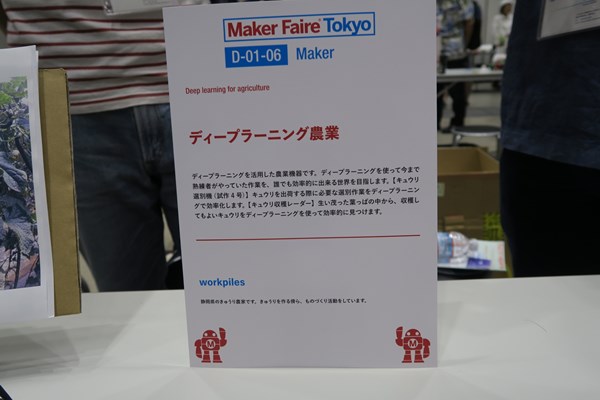 Maker Faire Tokyo
D-01-06 Maker
Deep learning for agriculture
ディープラーニング農業
ディープラーニングを活用した農業機器です。ディープラーニングを使って今まで
熟練者がやっていた作業を、誰でも効率的に出来る世界を目指します。【キュウリ
選別機（試作４号）】キュウリを出荷する際に必要な選別作業をディープラーニン
グで効率化します。【キュウリ収穫レーダー】生い茂った葉っぱの中から、収穫し
てもよいキュウリをディープラーニングを使って効率的に見つけます。
workpiles
静岡県のきゅうり農家です。きゅうりを作る傍ら、ものづくり活動をしています。
M
M